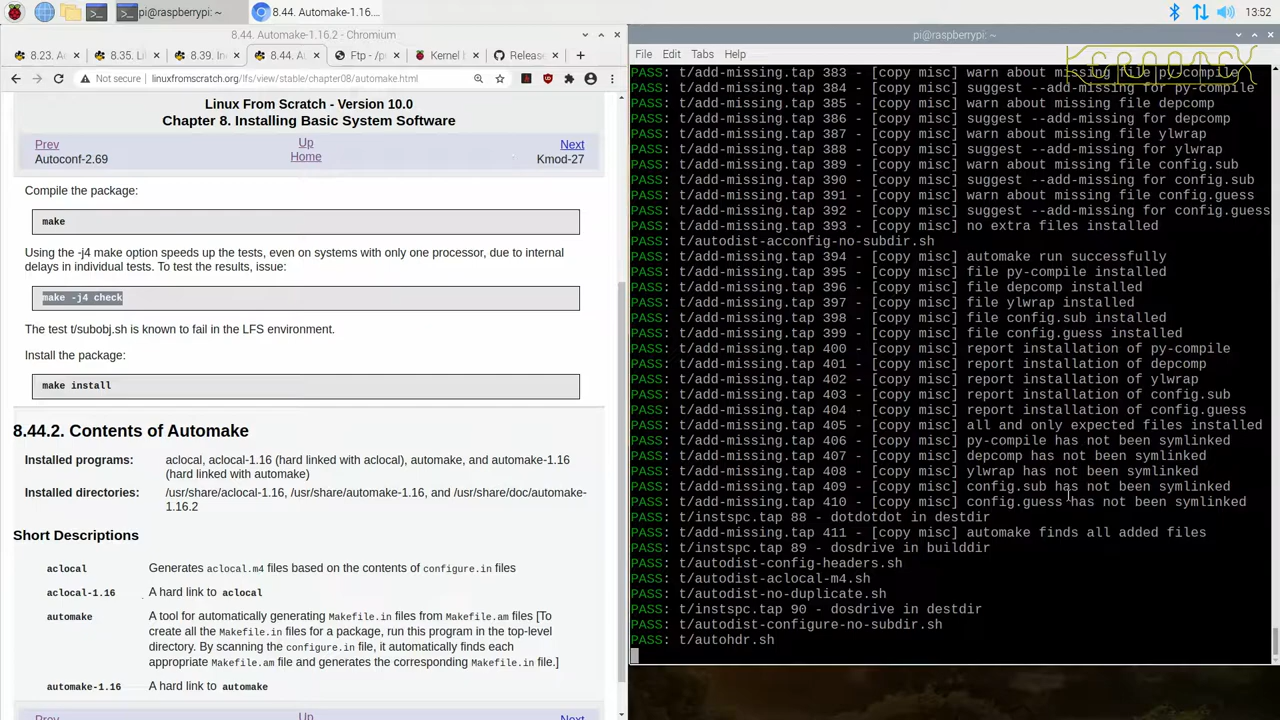 pi@raspberrypi: ~
8.44. Automake-1.16.2...
13:52
8.44. Automake-1.16.2 - Chromium
8.23. A
8.35. Li
8.39. In
8.44. A
Ftp - /p
Kernel
Release
Not secure
linuxfromscratch.org/lfs/view/stable/chapter08/automake.html
Linux From Scratch - Version 10.0
Chapter 8. Installing Basic System Software
Prev
Up
Next
Autoconf-2.69
Home
Kmod-27
Compile the package:
make
Using the -j4 make option speeds up the tests, even on systems with only one processor, due to internal
delays in individual tests. To test the results, issue:
make -j4 check
The test t/subobj.sh is known to fail in the LFS environment.
Install the package:
make install
8.44.2. Contents of Automake
Installed programs:
aclocal, aclocal-1.16 (hard linked with aclocal), automake, and automake-1.16
(hard linked with automake)
Installed directories:
/usr/share/aclocal-1.16, /usr/share/automake-1.16, and /usr/share/doc/automake-
1.16.2
Short Descriptions
aclocal
Generates aclocal.m4 files based on the contents of configure.in files
aclocal-1.16
A hard link to aclocal
automake
A tool for automatically generating Makefile.in files from Makefile.am files [To
create all the Makefile.in files for a package, run this program in the top-level
directory. By scanning the configure.in file, it automatically finds each
appropriate Makefile.am file and generates the corresponding Makefile.in file.]
automake-1.16
A hard link to automake
Prev
Up
Next
pi@raspberrypi: ~
File Edit Tabs Help
PASS: t/add-missing.tap 383 - [copy misc] warn about missing file py-compile
PASS: t/add-missing.tap 384 - [copy misc] suggest --add-missing for py-compile
PASS: t/add-missing.tap 385 - [copy misc] warn about missing file depcomp
PASS: t/add-missing.tap 386 - [copy misc] suggest --add-missing for depcomp
PASS: t/add-missing.tap 387 - [copy misc] warn about missing file ylwrap
PASS: t/add-missing.tap 388 - [copy misc] suggest --add-missing for ylwrap
PASS: t/add-missing.tap 389 - [copy misc] warn about missing file config.sub
PASS: t/add-missing.tap 390 - [copy misc] suggest --add-missing for config.sub
PASS: t/add-missing.tap 391 - [copy misc] warn about missing file config.guess
PASS: t/add-missing.tap 392 - [copy misc] suggest --add-missing for config.guess
PASS: t/add-missing.tap 393 - [copy misc] no extra files installed
PASS: t/autodist-acconfig-no-subdir.sh
PASS: t/add-missing.tap 394 - [copy misc] automake run successfully
PASS: t/add-missing.tap 395 - [copy misc] file py-compile installed
PASS: t/add-missing.tap 396 - [copy misc] file depcomp installed
PASS: t/add-missing.tap 397 - [copy misc] file ylwrap installed
PASS: t/add-missing.tap 398 - [copy misc] file config.sub installed
PASS: t/add-missing.tap 399 - [copy misc] file config.guess installed
PASS: t/add-missing.tap 400 - [copy misc] report installation of py-compile
PASS: t/add-missing.tap 401 - [copy misc] report installation of depcomp
PASS: t/add-missing.tap 402 - [copy misc] report installation of ylwrap
PASS: t/add-missing.tap 403 - [copy misc] report installation of config.sub
PASS: t/add-missing.tap 404 - [copy misc] report installation of config.guess
PASS: t/add-missing.tap 405 - [copy misc] all and only expected files installed
PASS: t/add-missing.tap 406 - [copy misc] py-compile has not been symlinked
PASS: t/add-missing.tap 407 - [copy misc] depcomp has not been symlinked
PASS: t/add-missing.tap 408 - [copy misc] ylwrap has not been symlinked
PASS: t/add-missing.tap 409 - [copy misc] config.sub has not been symlinked
PASS: t/add-missing.tap 410 - [copy misc] config.guess has not been symlinked
PASS: t/instspc.tap 88 - dotdotdot in destdir
PASS: t/add-missing.tap 411 - [copy misc] automake finds all added files
PASS: t/instspc.tap 89 - dosdrive in builddir
PASS: t/autodist-config-headers.sh
PASS: t/autodist-aclocal-m4.sh
PASS: t/autodist-no-duplicate.sh
PASS: t/instspc.tap 90 - dosdrive in destdir
PASS: t/autodist-configure-no-subdir.sh
PASS: t/autohdr.sh